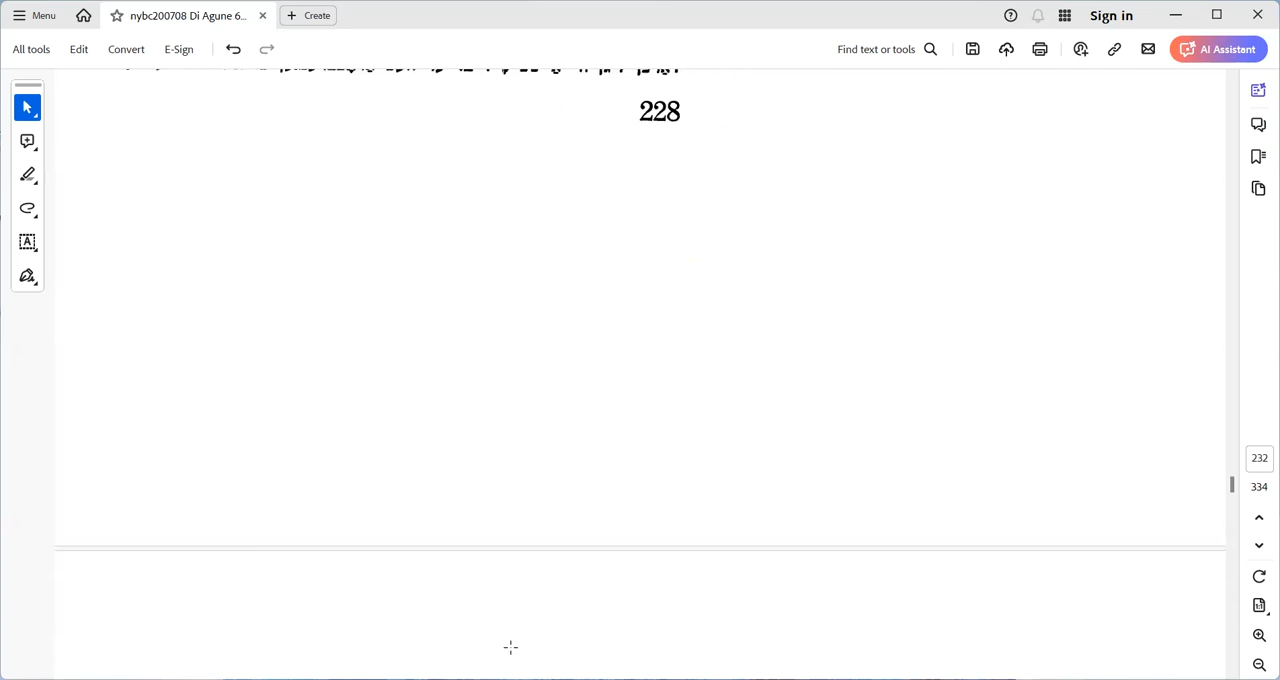 Menu
nybc200708 Di Agune 6...
Create
Sign in
All tools
Edit
Convert
E-Sign
Find text or tools
AI Assistant
228
232
334